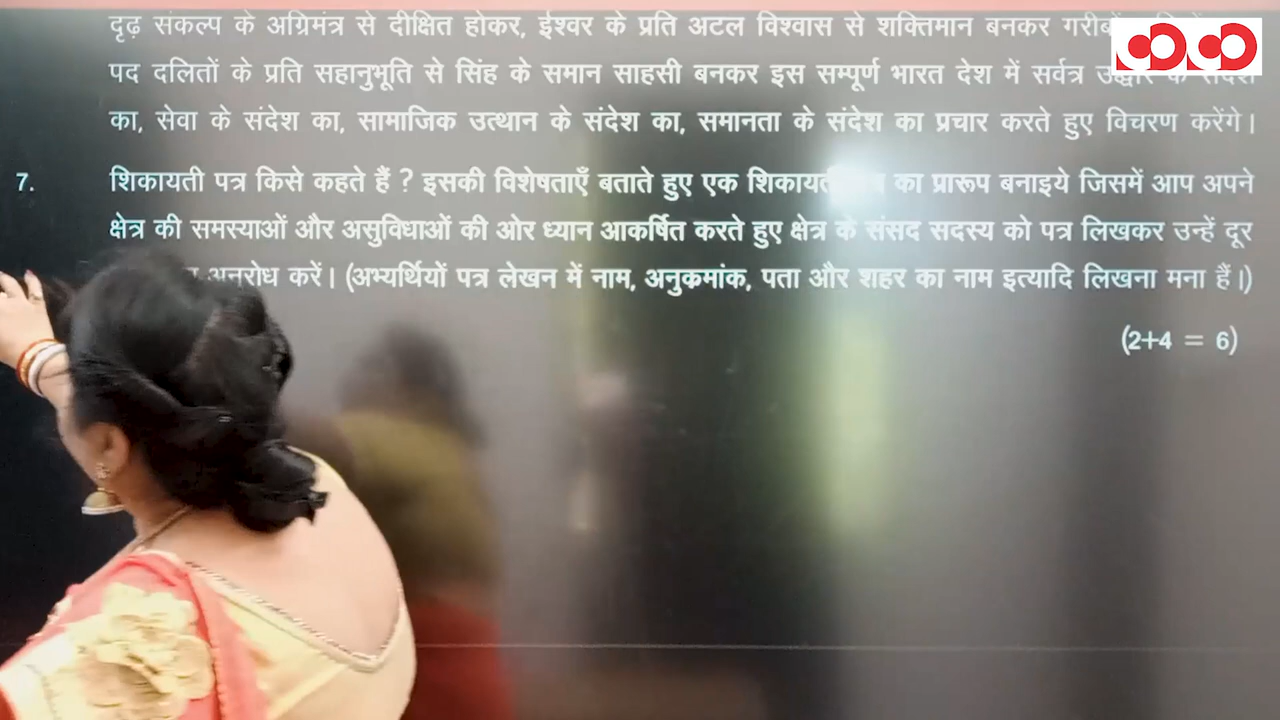 दृढ़ संकल्प के अग्रिमंत्र से दीक्षित होकर, ईश्वर के प्रति अटल विश्वास से शक्तिमान बनकर
पद दलितों के प्रति सहानुभूति से सिंह के समान साहसी बनकर इस सम्पूर्ण भारत देश में सर्वत्र
का, सेवा के संदेश का, सामाजिक उत्थान के संदेश का, समानता के संदेश का प्रचार करते हुए विचरण करेंगे।
7. शिकायती पत्र किसे कहते हैं ? इसकी विशेषताएँ बताते हुए एक का प्रारूप बनाइये जिसमें आप अपने
क्षेत्र की समस्याओं और असुविधाओं की ओर ध्यान आकर्षित करते हुए क्षेत्र के संसद सदस्य को पत्र लिखकर उन्हें दूर
अनुरोध करें। (अभ्यर्थियों पत्र लेखन में नाम, अनुकमांक, पता और शहर का नाम इत्यादि लिखना मना हैं।)
(2+4 = 6)